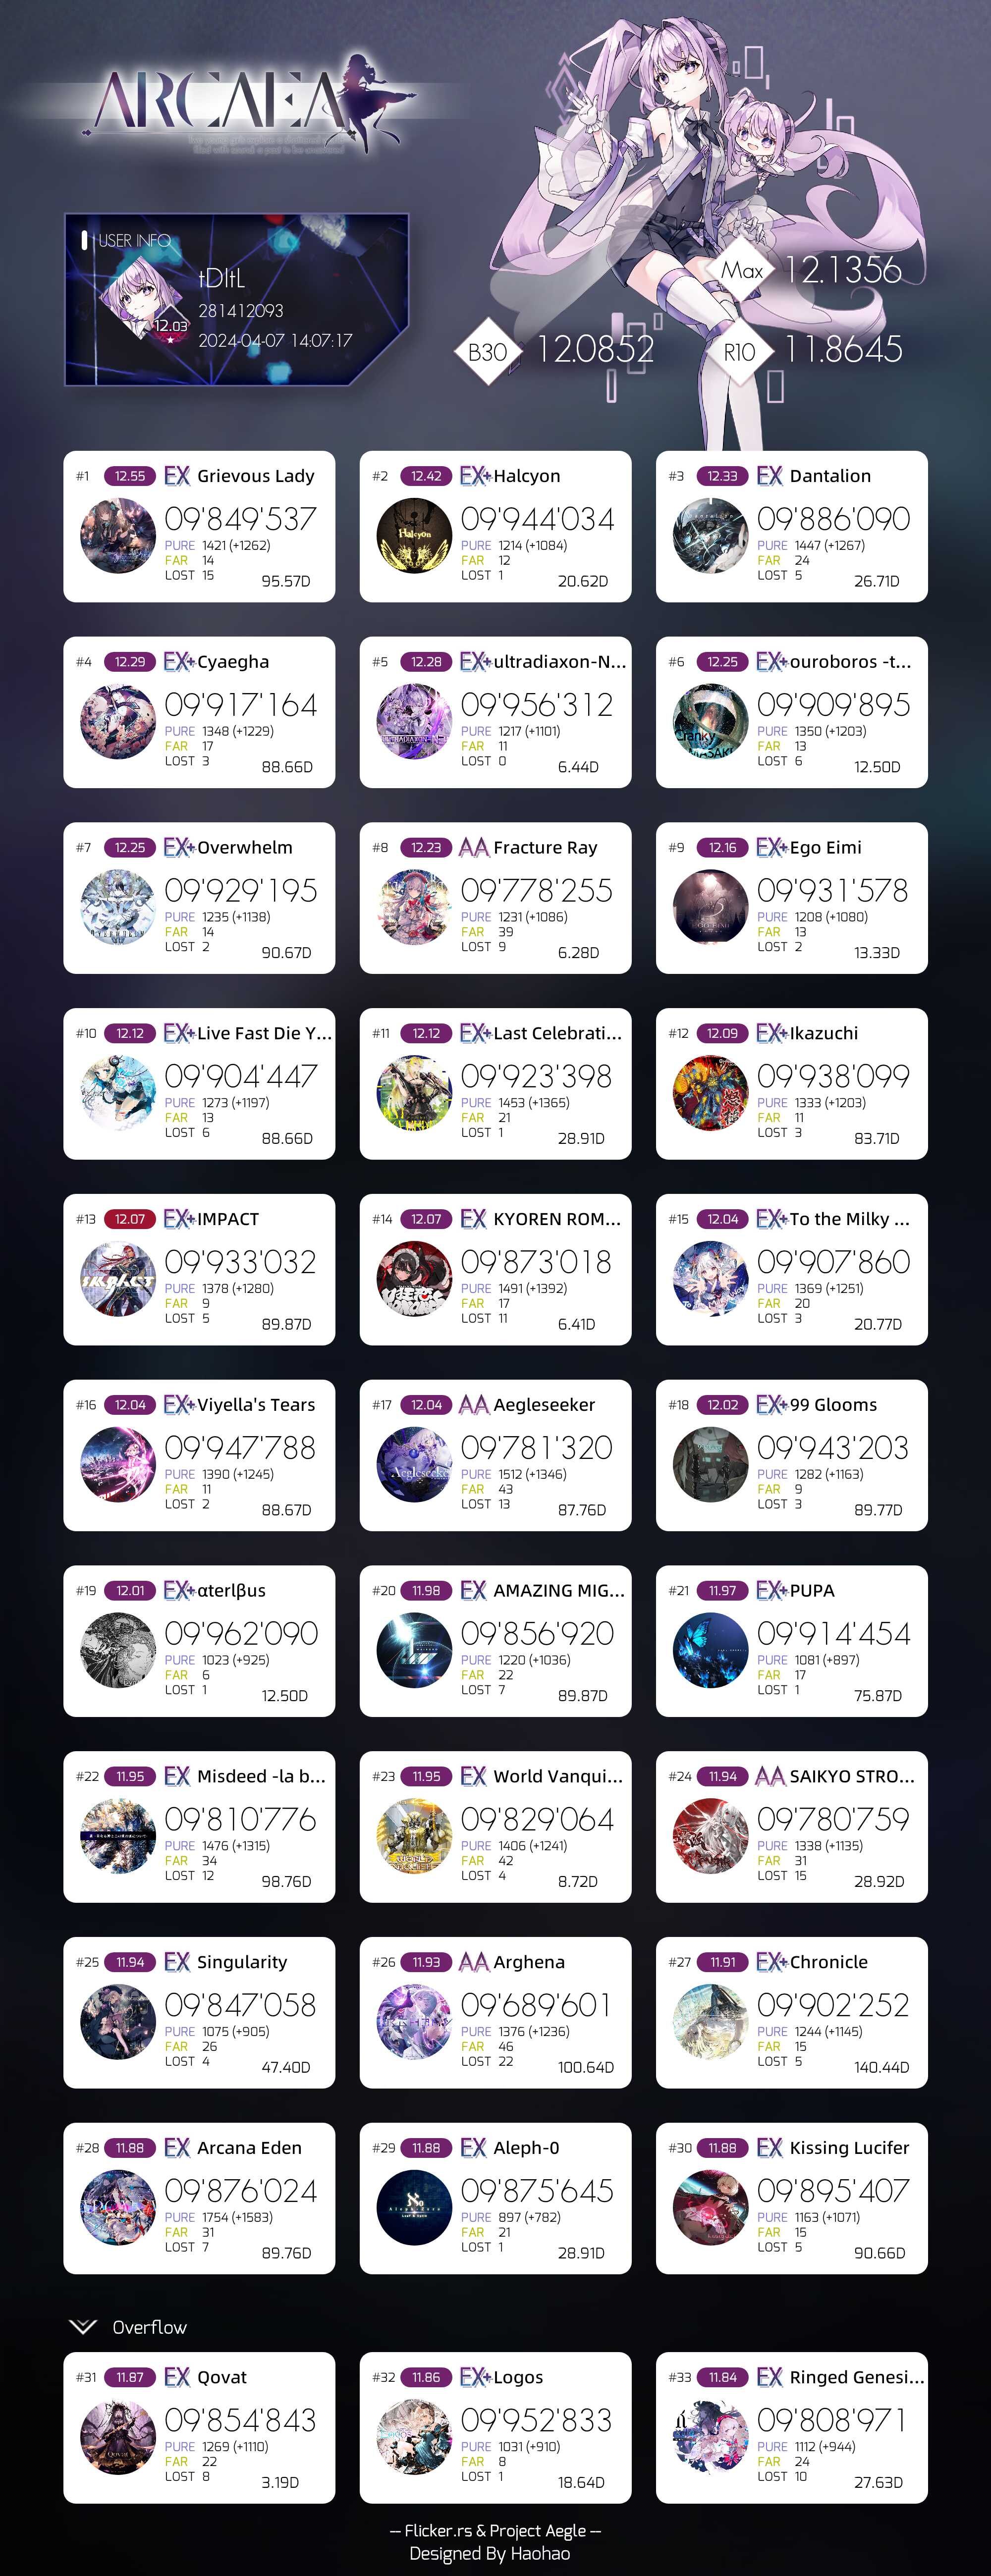 ARCAEA
USER INFO
tDItL
12.03
281412093
2024-04-07 14:07:17
Max 12.1356
B30 12.0852
R10 11.8645
#1 12.55 EX Grievous Lady
09'849'537
PURE 1421 (+1262)
FAR 14
LOST 15
95.57D
#2 12.42 EX+ Halcyon
09'944'034
PURE 1214 (+1084)
FAR 12
LOST 1
20.62D
#3 12.33 EX Dantalion
09'886'090
PURE 1447 (+1267)
FAR 24
LOST 5
26.71D
#4 12.29 EX+ Cyaegha
09'917'164
PURE 1348 (+1229)
FAR 17
LOST 3
88.66D
#5 12.28 EX+ ultradiaxon-N...
09'956'312
PURE 1217 (+1101)
FAR 11
LOST 0
6.44D
#6 12.25 EX+ ouroboros -t...
09'909'895
PURE 1350 (+1203)
FAR 13
LOST 6
12.50D
#7 12.25 EX+ Overwhelm
09'929'195
PURE 1235 (+1138)
FAR 14
LOST 2
90.67D
#8 12.23 AA Fracture Ray
09'778'255
PURE 1231 (+1086)
FAR 39
LOST 9
6.28D
#9 12.16 EX+ Ego Eimi
09'931'578
PURE 1208 (+1080)
FAR 13
LOST 2
13.33D
#10 12.12 EX+ Live Fast Die Y...
09'904'447
PURE 1273 (+1197)
FAR 13
LOST 6
88.66D
#11 12.12 EX+ Last Celebrati...
09'923'398
PURE 1453 (+1365)
FAR 21
LOST 1
28.91D
#12 12.09 EX+ Ikazuchi
09'938'099
PURE 1333 (+1203)
FAR 11
LOST 3
83.71D
#13 12.07 EX+ IMPACT
09'933'032
PURE 1378 (+1280)
FAR 9
LOST 5
89.87D
#14 12.07 EX KYOREN ROM...
09'873'018
PURE 1491 (+1392)
FAR 17
LOST 11
6.41D
#15 12.04 EX+ To the Milky ...
09'907'860
PURE 1369 (+1251)
FAR 20
LOST 3
20.77D
#16 12.04 EX+ Viyella's Tears
09'947'788
PURE 1390 (+1245)
FAR 11
LOST 2
88.67D
#17 12.04 AA Aegleseeker
09'781'320
PURE 1512 (+1346)
FAR 43
LOST 13
87.76D
#18 12.02 EX+ 99 Glooms
09'943'203
PURE 1282 (+1163)
FAR 9
LOST 3
89.77D
#19 12.01 EX+ αterlβus
09'962'090
PURE 1023 (+925)
FAR 6
LOST 1
12.50D
#20 11.98 EX AMAZING MIG...
09'856'920
PURE 1220 (+1036)
FAR 22
LOST 7
89.87D
#21 11.97 EX+ PUPA
09'914'454
PURE 1081 (+897)
FAR 17
LOST 1
75.87D
#22 11.95 EX Misdeed -la b...
09'810'776
PURE 1476 (+1315)
FAR 34
LOST 12
98.76D
#23 11.95 EX World Vanqui...
09'829'064
PURE 1406 (+1241)
FAR 42
LOST 4
8.72D
#24 11.94 AA SAIKYO STRO...
09'780'759
PURE 1338 (+1135)
FAR 31
LOST 15
28.92D
#25 11.94 EX Singularity
09'847'058
PURE 1075 (+905)
FAR 26
LOST 4
47.40D
#26 11.93 AA Arghena
09'689'601
PURE 1376 (+1236)
FAR 46
LOST 22
100.64D
#27 11.91 EX+ Chronicle
09'902'252
PURE 1244 (+1145)
FAR 15
LOST 5
140.44D
#28 11.88 EX Arcana Eden
09'876'024
PURE 1754 (+1583)
FAR 31
LOST 7
89.76D
#29 11.88 EX Aleph-0
09'875'645
PURE 897 (+782)
FAR 21
LOST 1
28.91D
#30 11.88 EX Kissing Lucifer
09'895'407
PURE 1163 (+1071)
FAR 15
LOST 5
90.66D
Overflow
#31 11.87 EX Qovat
09'854'843
PURE 1269 (+1110)
FAR 22
LOST 8
3.19D
#32 11.86 EX+ Logos
09'952'833
PURE 1031 (+910)
FAR 8
LOST 1
18.64D
#33 11.84 EX Ringed Genesi...
09'808'971
PURE 1112 (+944)
FAR 24
LOST 10
27.63D
-- Flicker.rs & Project Aegle --
Designed By Haohao